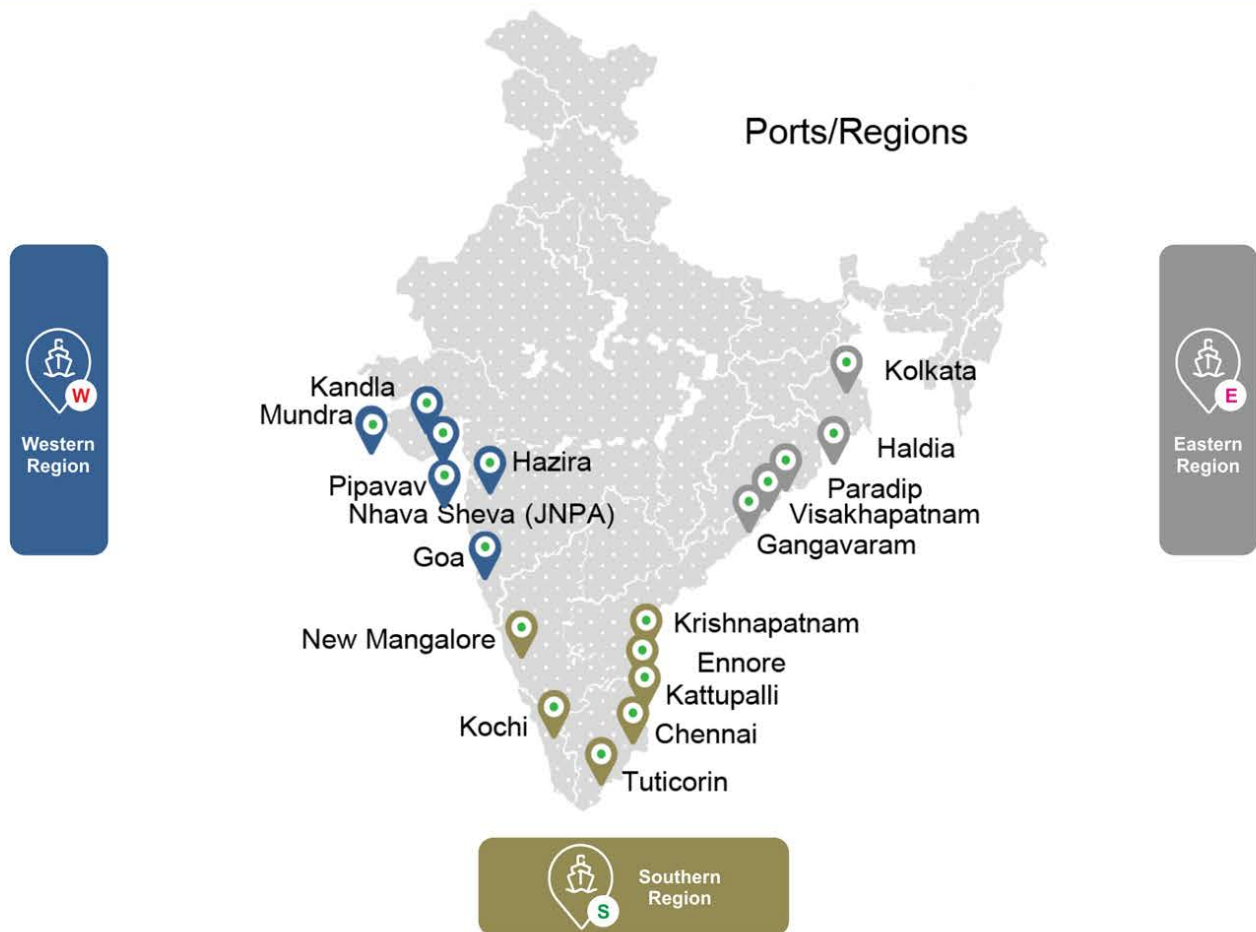 Ports/Regions
W
Western
Region
E
Eastern
Region
Kolkata
Kandla
Mundra
Haldia
Hazira
Pipavav
Paradip
Nhava Sheva (JNPA)
Visakhapatnam
Gangavaram
Goa
Krishnapatnam
New Mangalore
Ennore
Kattupalli
Kochi
Chennai
Tuticorin
S
Southern
Region